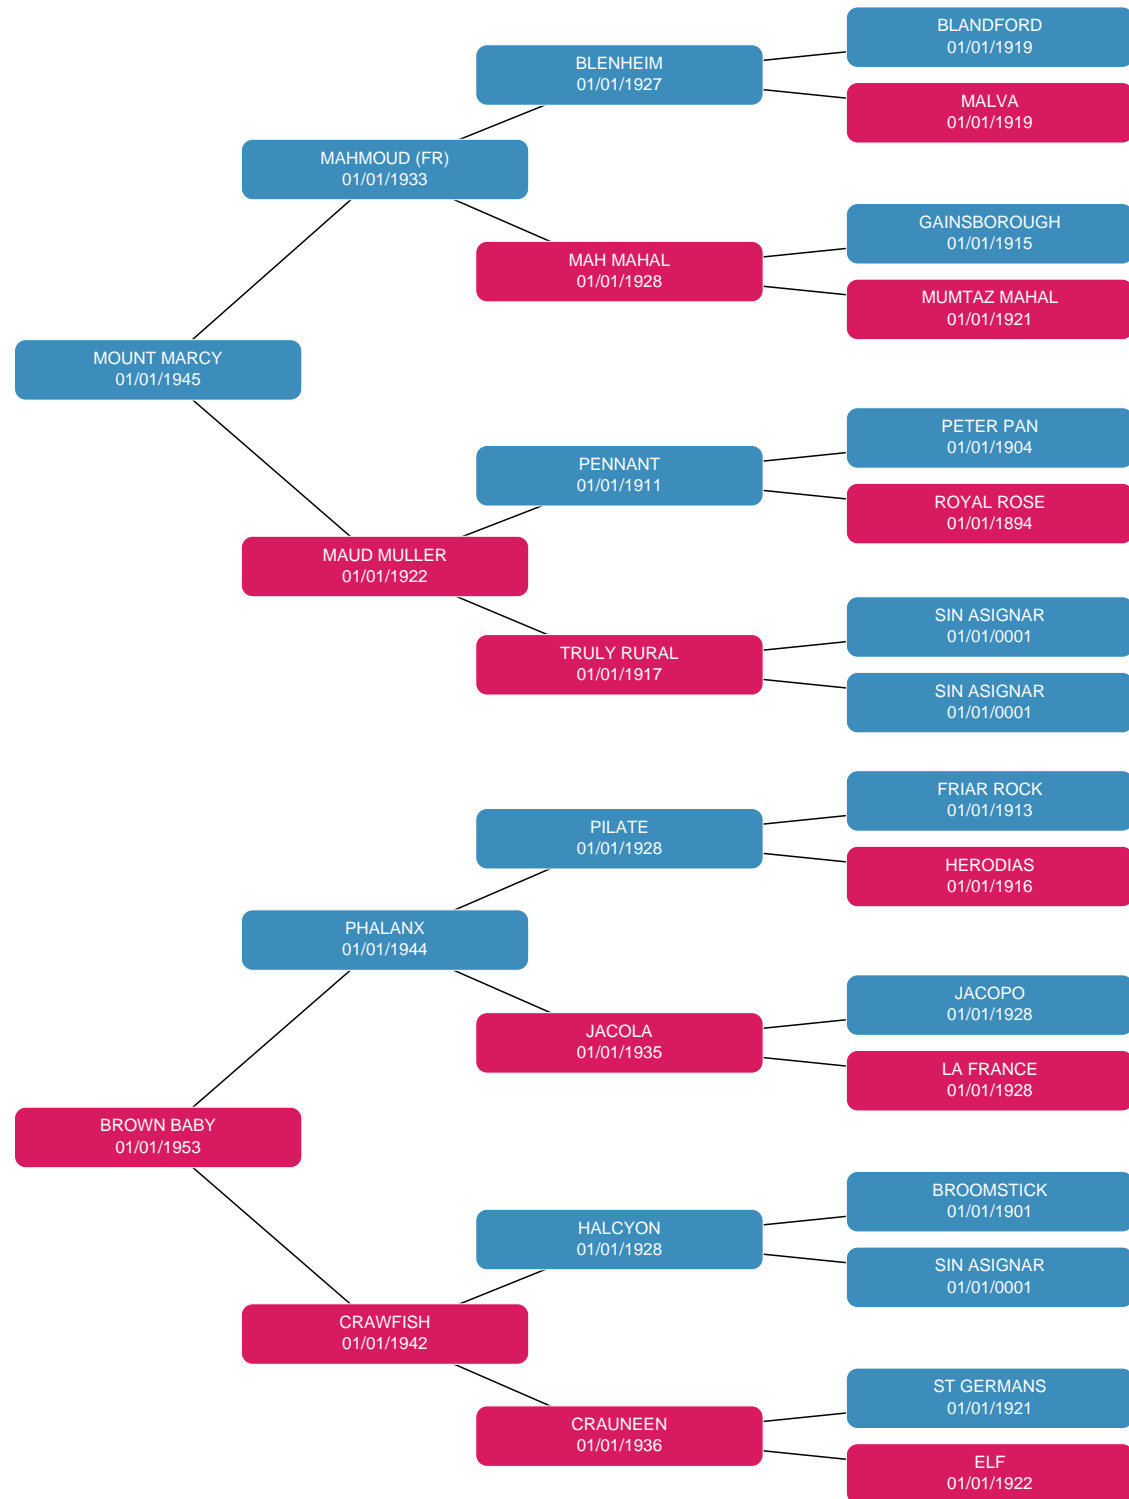 BLANDFORD
01/01/1919
BLENHEIM
01/01/1927
MALVA
01/01/1919
MAHMOUD (FR)
01/01/1933
GAINSBOROUGH
01/01/1915
MAH MAHAL
01/01/1928
MUMTAZ MAHAL
01/01/1921
MOUNT MARCY
01/01/1945
PETER PAN
01/01/1904
PENNANT
01/01/1911
ROYAL ROSE
01/01/1894
MAUD MULLER
01/01/1922
SIN ASIGNAR
01/01/0001
TRULY RURAL
01/01/1917
SIN ASIGNAR
01/01/0001
FRIAR ROCK
01/01/1913
PILATE
01/01/1928
HERODIAS
01/01/1916
PHALANX
01/01/1944
JACOPO
01/01/1928
JACOLA
01/01/1935
LA FRANCE
01/01/1928
BROWN BABY
01/01/1953
BROOMSTICK
01/01/1901
HALCYON
01/01/1928
SIN ASIGNAR
01/01/0001
CRAWFISH
01/01/1942
ST GERMANS
01/01/1921
CRAUNEEN
01/01/1936
ELF
01/01/1922